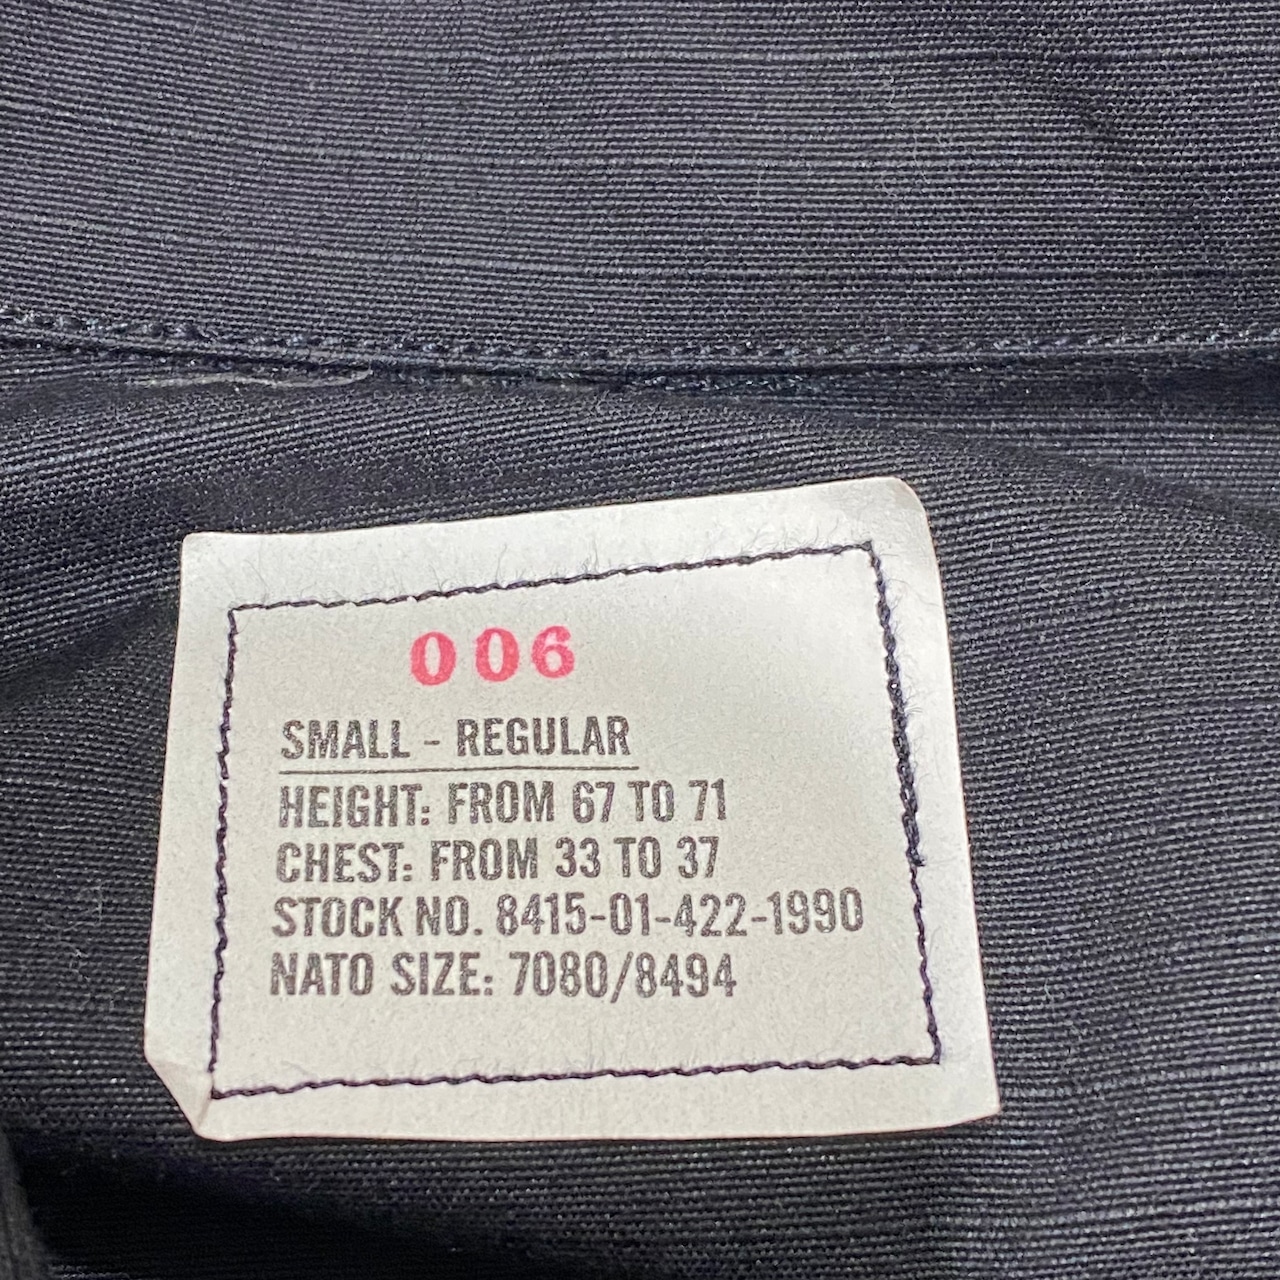 006
SMALL - REGULAR
HEIGHT: FROM 67 TO 71
CHEST: FROM 33 TO 37
STOCK NO. 8415-01-422-1990
NATO SIZE: 7080/8494